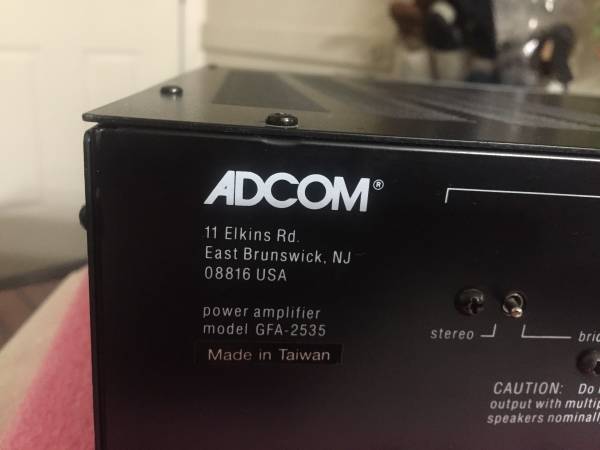 ADCOM®
11 Elkins Rd.
East Brunswick, NJ
08816 USA
power amplifier
model GFA-2535
Made in Taiwan
stereo
CAUTION: Do
output with
speakers